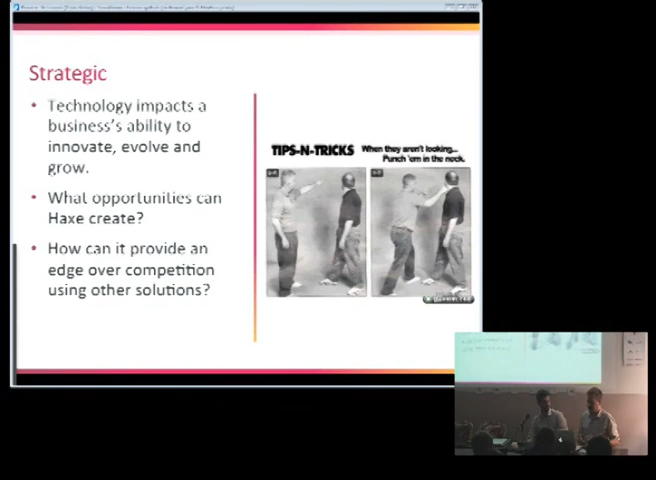 Strategic
• Technology impacts a
business's ability to
innovate, evolve and
grow.
• What opportunities can
Haxe create?
• How can it provide an
edge over competition
using other solutions?
TIPS-N-TRICKS
When they aren't looking...
Punch 'em in the neck.